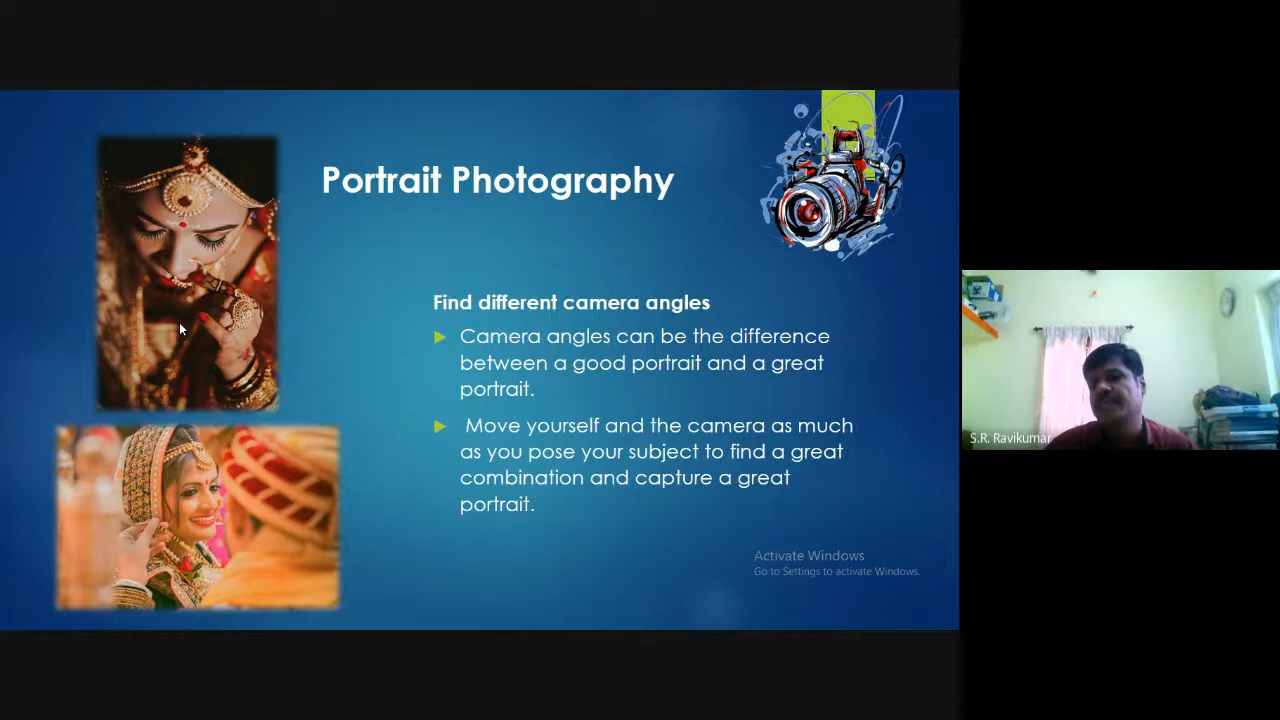 Portrait Photography
Find different camera angles
Camera angles can be the difference
between a good portrait and a great
portrait.
Move yourself and the camera as much
as you pose your subject to find a great
combination and capture a great
portrait.
Activate Windows
Go to Settings to activate Windows.
S.R. Ravikumar